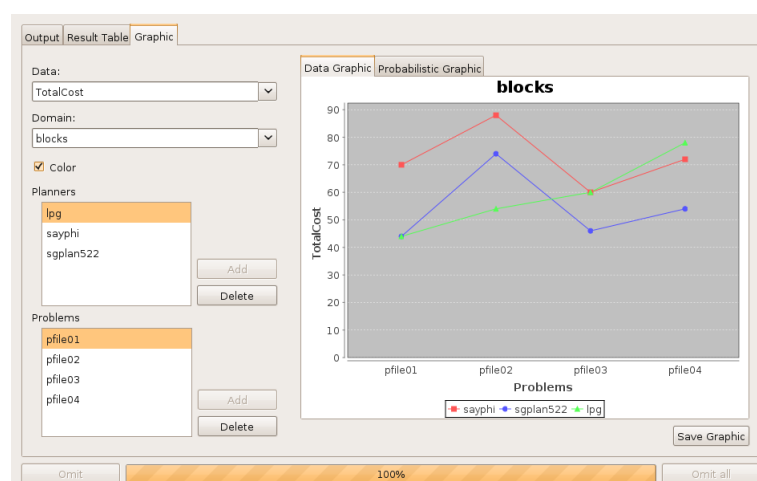 Output Result Table Graphic
Data:
TotalCost
Domain:
blocks
Color
Planners
lpg
sayphi
sgplan522
Add
Delete
Problems
pfile01
pfile02
pfile03
pfile04
Add
Delete
Data Graphic Probabilistic Graphic
blocks
90
80
70
60
50
40
30
20
10
0
TotalCost
pfile01 pfile02 pfile03 pfile04
Problems
sayphi sgplan522 lpg
Save Graphic
Omit 100% Omit all